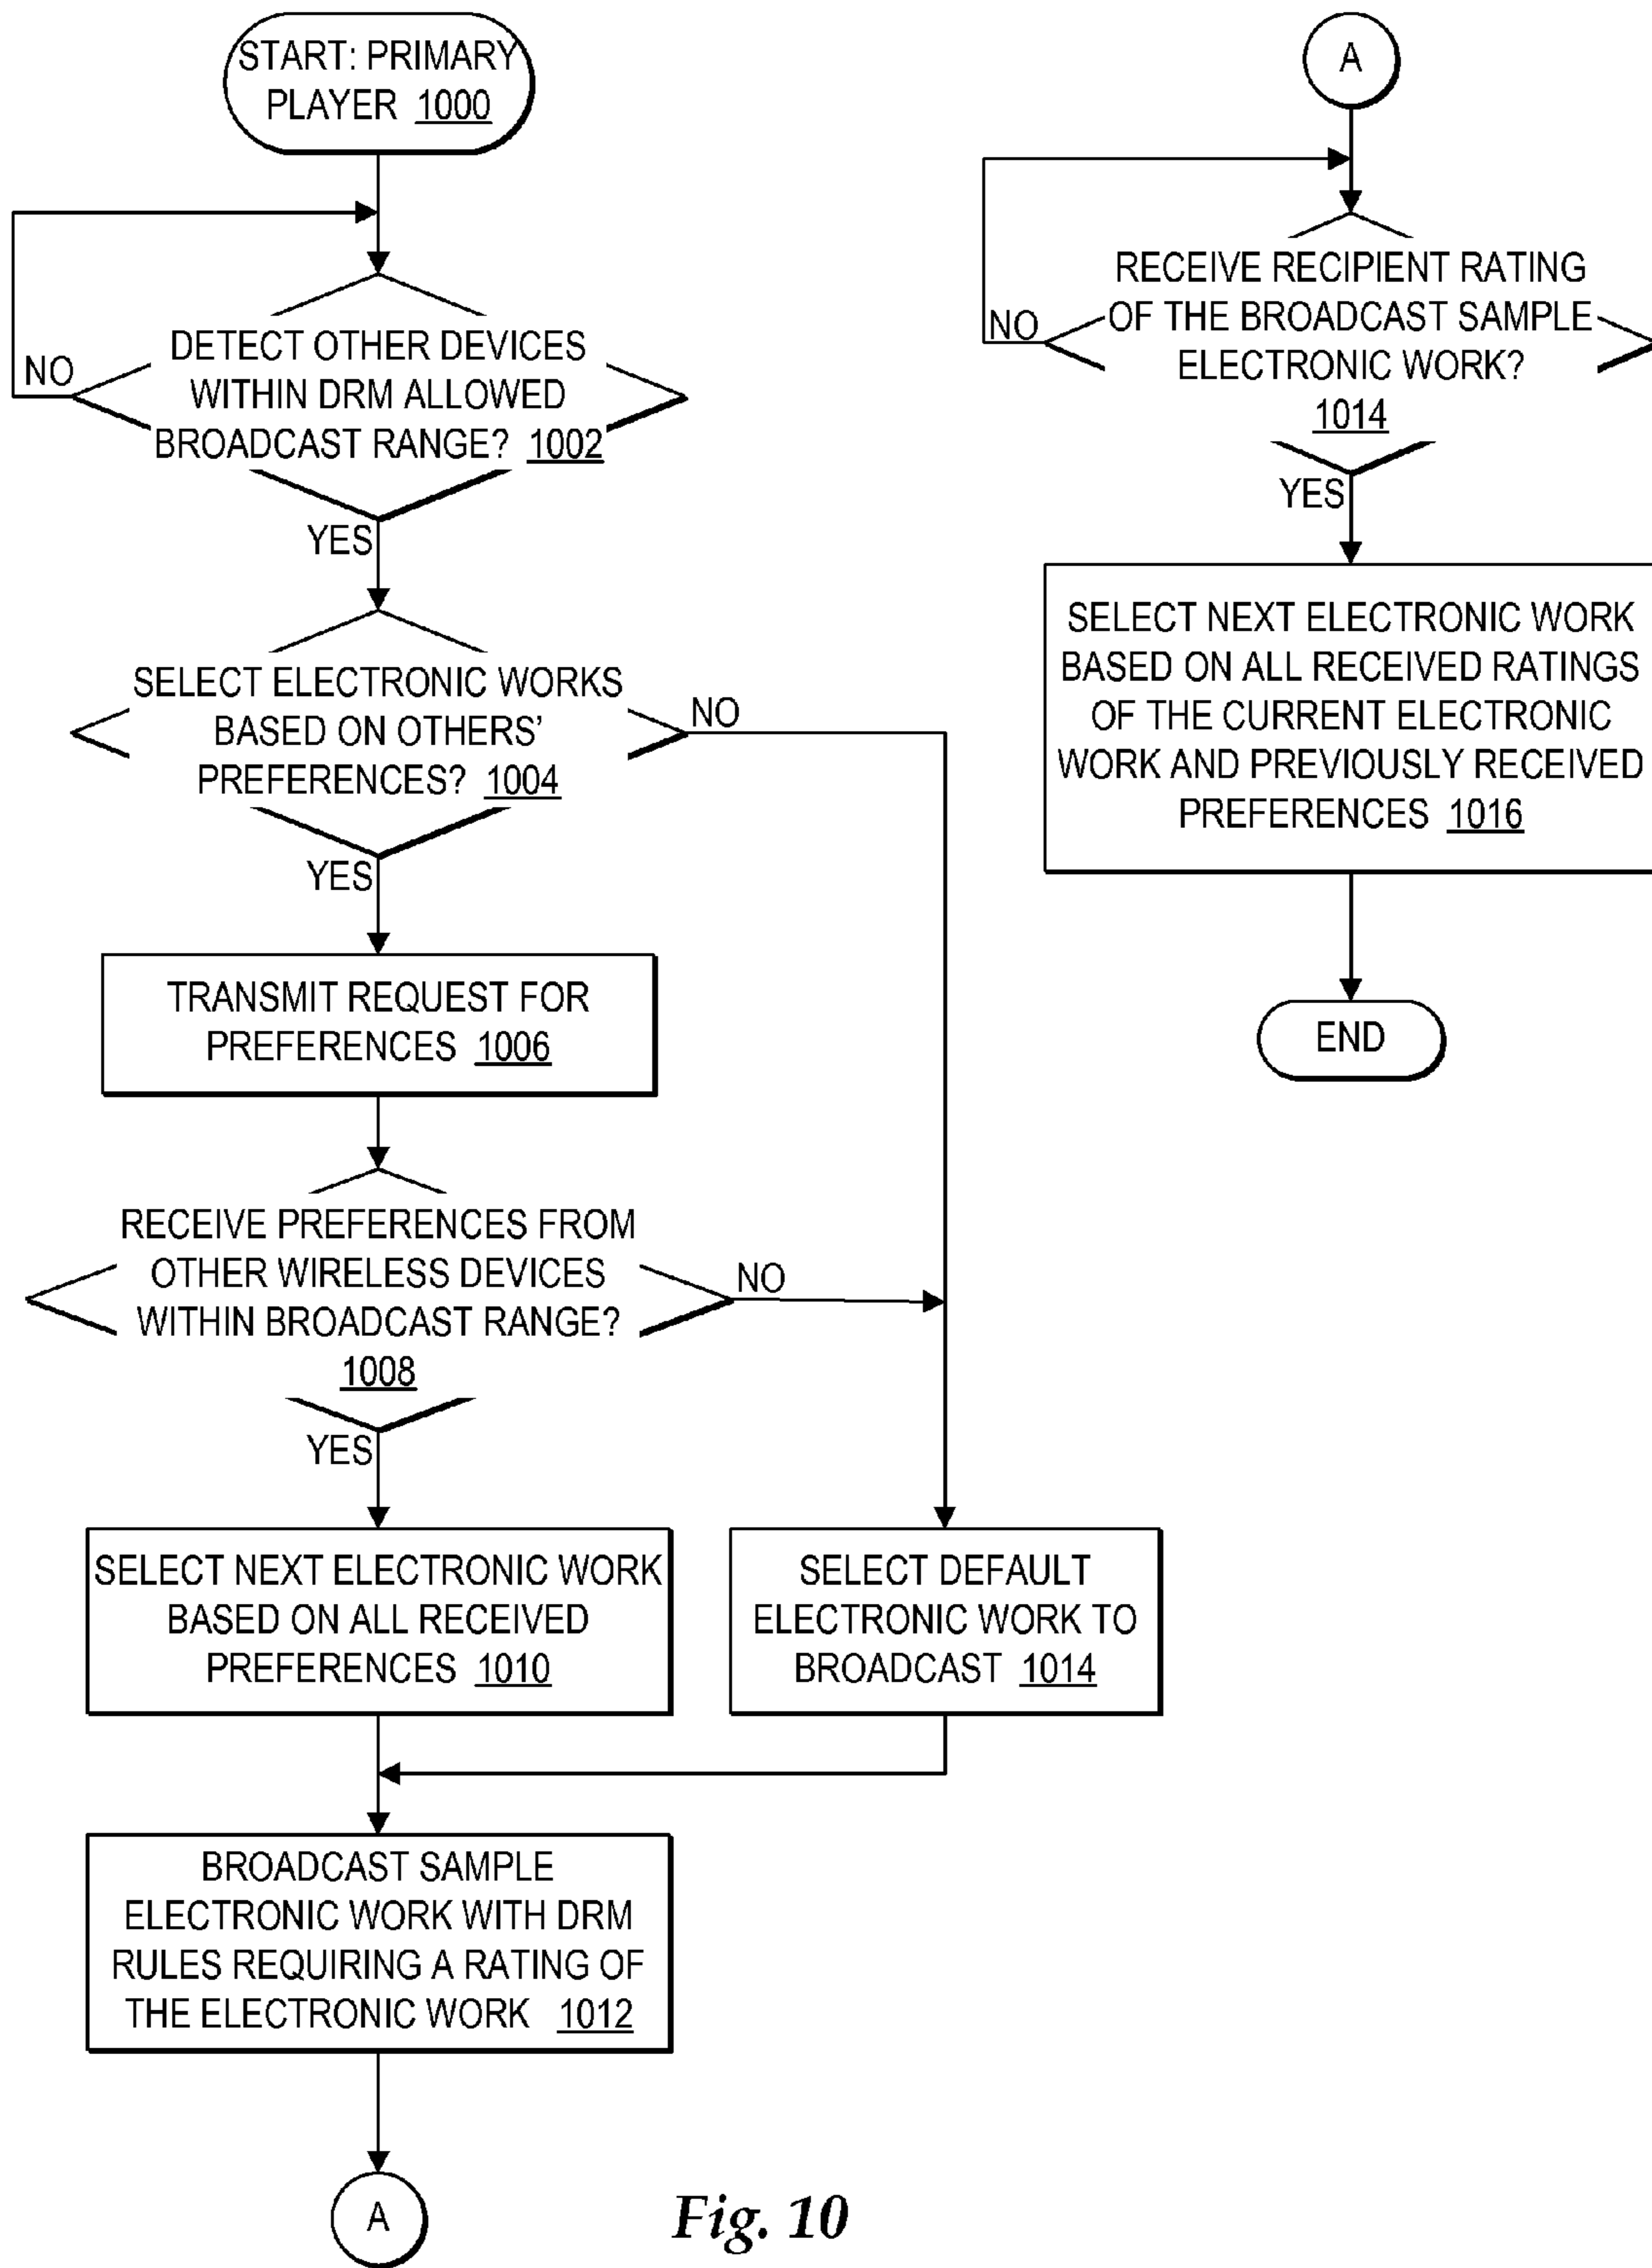 START: PRIMARY
PLAYER 1000
DETECT OTHER DEVICES
WITHIN DRM ALLOWED
BROADCAST RANGE? 1002
NO
YES
SELECT ELECTRONIC WORKS
BASED ON OTHERS’
PREFERENCES? 1004
NO
YES
TRANSMIT REQUEST FOR
PREFERENCES 1006
RECEIVE PREFERENCES FROM
OTHER WIRELESS DEVICES
WITHIN BROADCAST RANGE?
1008
NO
YES
SELECT NEXT ELECTRONIC WORK
BASED ON ALL RECEIVED
PREFERENCES 1010
SELECT DEFAULT
ELECTRONIC WORK TO
BROADCAST 1014
BROADCAST SAMPLE
ELECTRONIC WORK WITH DRM
RULES REQUIRING A RATING OF
THE ELECTRONIC WORK 1012
A
A
RECEIVE RECIPIENT RATING
OF THE BROADCAST SAMPLE
ELECTRONIC WORK?
1014
NO
YES
SELECT NEXT ELECTRONIC WORK
BASED ON ALL RECEIVED RATINGS
OF THE CURRENT ELECTRONIC
WORK AND PREVIOUSLY RECEIVED
PREFERENCES 1016
END
Fig. 10